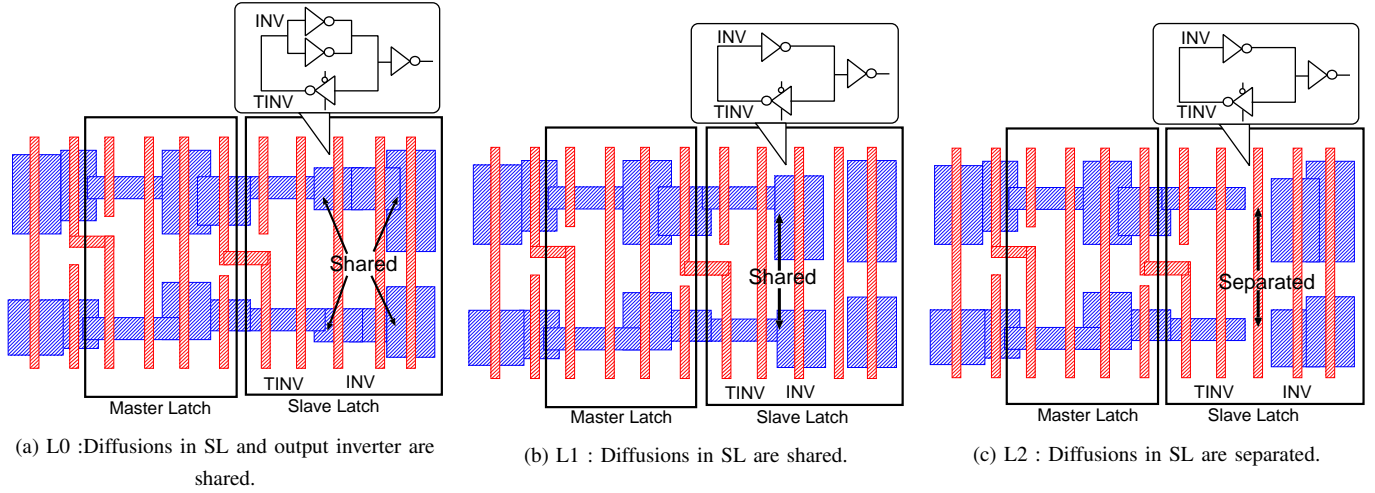 INV
TINV
Shared
TINV
INV
Master Latch
Slave Latch
(a) L0 :Diffusions in SL and output inverter are
shared.
INV
TINV
Shared
TINV
INV
Master Latch
Slave Latch
(b) L1 : Diffusions in SL are shared.
INV
TINV
Separated
TINV
INV
Master Latch
Slave Latch
(c) L2 : Diffusions in SL are separated.